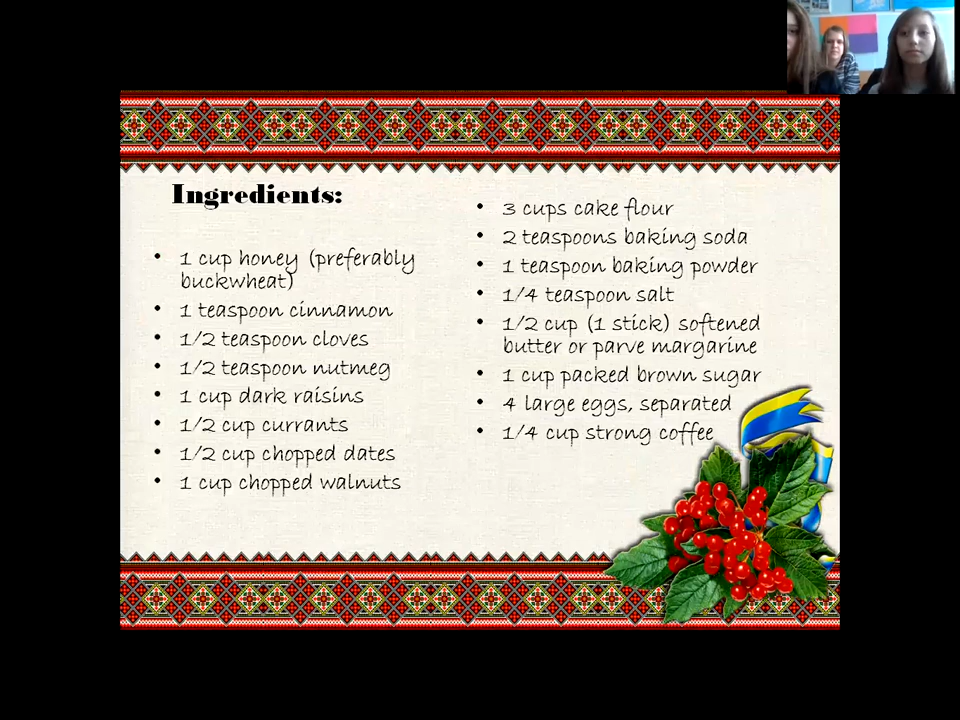 Ingredients:
1 cup honey (preferably
buckwheat)
1 teaspoon cinnamon
1/2 teaspoon cloves
1/2 teaspoon nutmeg
1 cup dark raisins
1/2 cup currants
1/2 cup chopped dates
1 cup chopped walnuts
3 cups cake flour
2 teaspoons baking soda
1 teaspoon baking powder
1/4 teaspoon salt
1/2 cup (1 stick) softened
butter or parve margarine
1 cup packed brown sugar
4 large eggs, separated
1/4 cup strong coffee